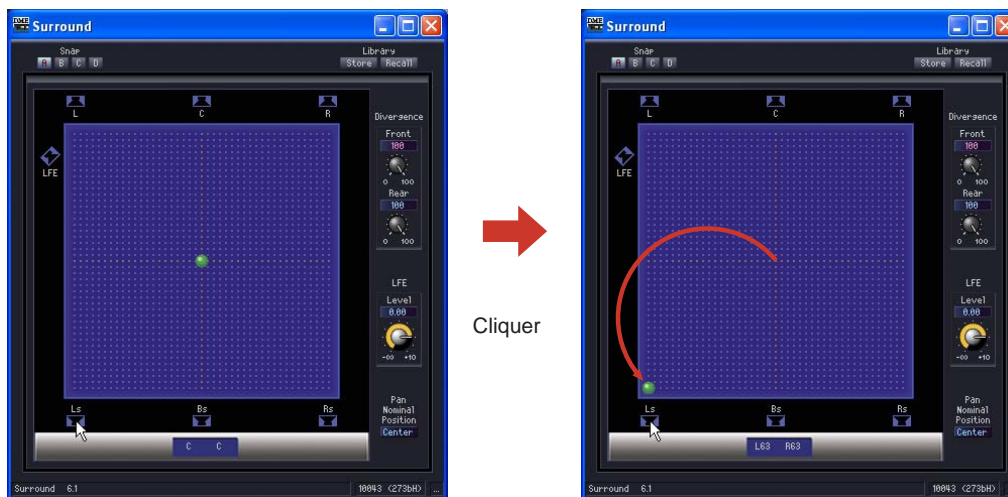 DME
Surround
Snap
A B C D
Library
Store Recall
L C R
LFE
Divergence
Front
100
0 100
Rear
100
0 100
LFE
Level
0.00
-∞ +10
Ls Bs Rs
Pan
Nominal
Position
Center
C C
Surround 6.1
10043 (273bH) ...
Cliquer
DME
Surround
Snap
A B C D
Library
Store Recall
L C R
LFE
Divergence
Front
100
0 100
Rear
100
0 100
LFE
Level
0.00
-∞ +10
Ls Bs Rs
Pan
Nominal
Position
Center
L63 R63
Surround 6.1
10043 (273bH)